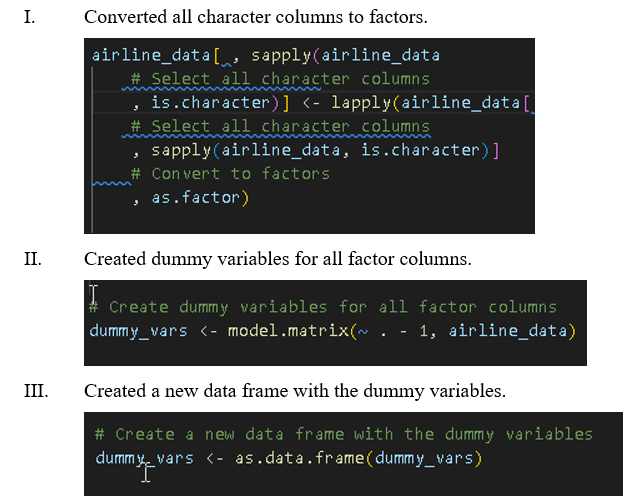 I. Converted all character columns to factors.
airline_data[ , sapply(airline_data
# Select all character columns
, is.character)] <- lapply(airline_data[
# Select all character columns
, sapply(airline_data, is.character)]
# Convert to factors
, as.factor)
II. Created dummy variables for all factor columns.
# Create dummy variables for all factor columns
dummy_vars <- model.matrix(~ . - 1, airline_data)
III. Created a new data frame with the dummy variables.
# Create a new data frame with the dummy variables
dummy_vars <- as.data.frame(dummy_vars)